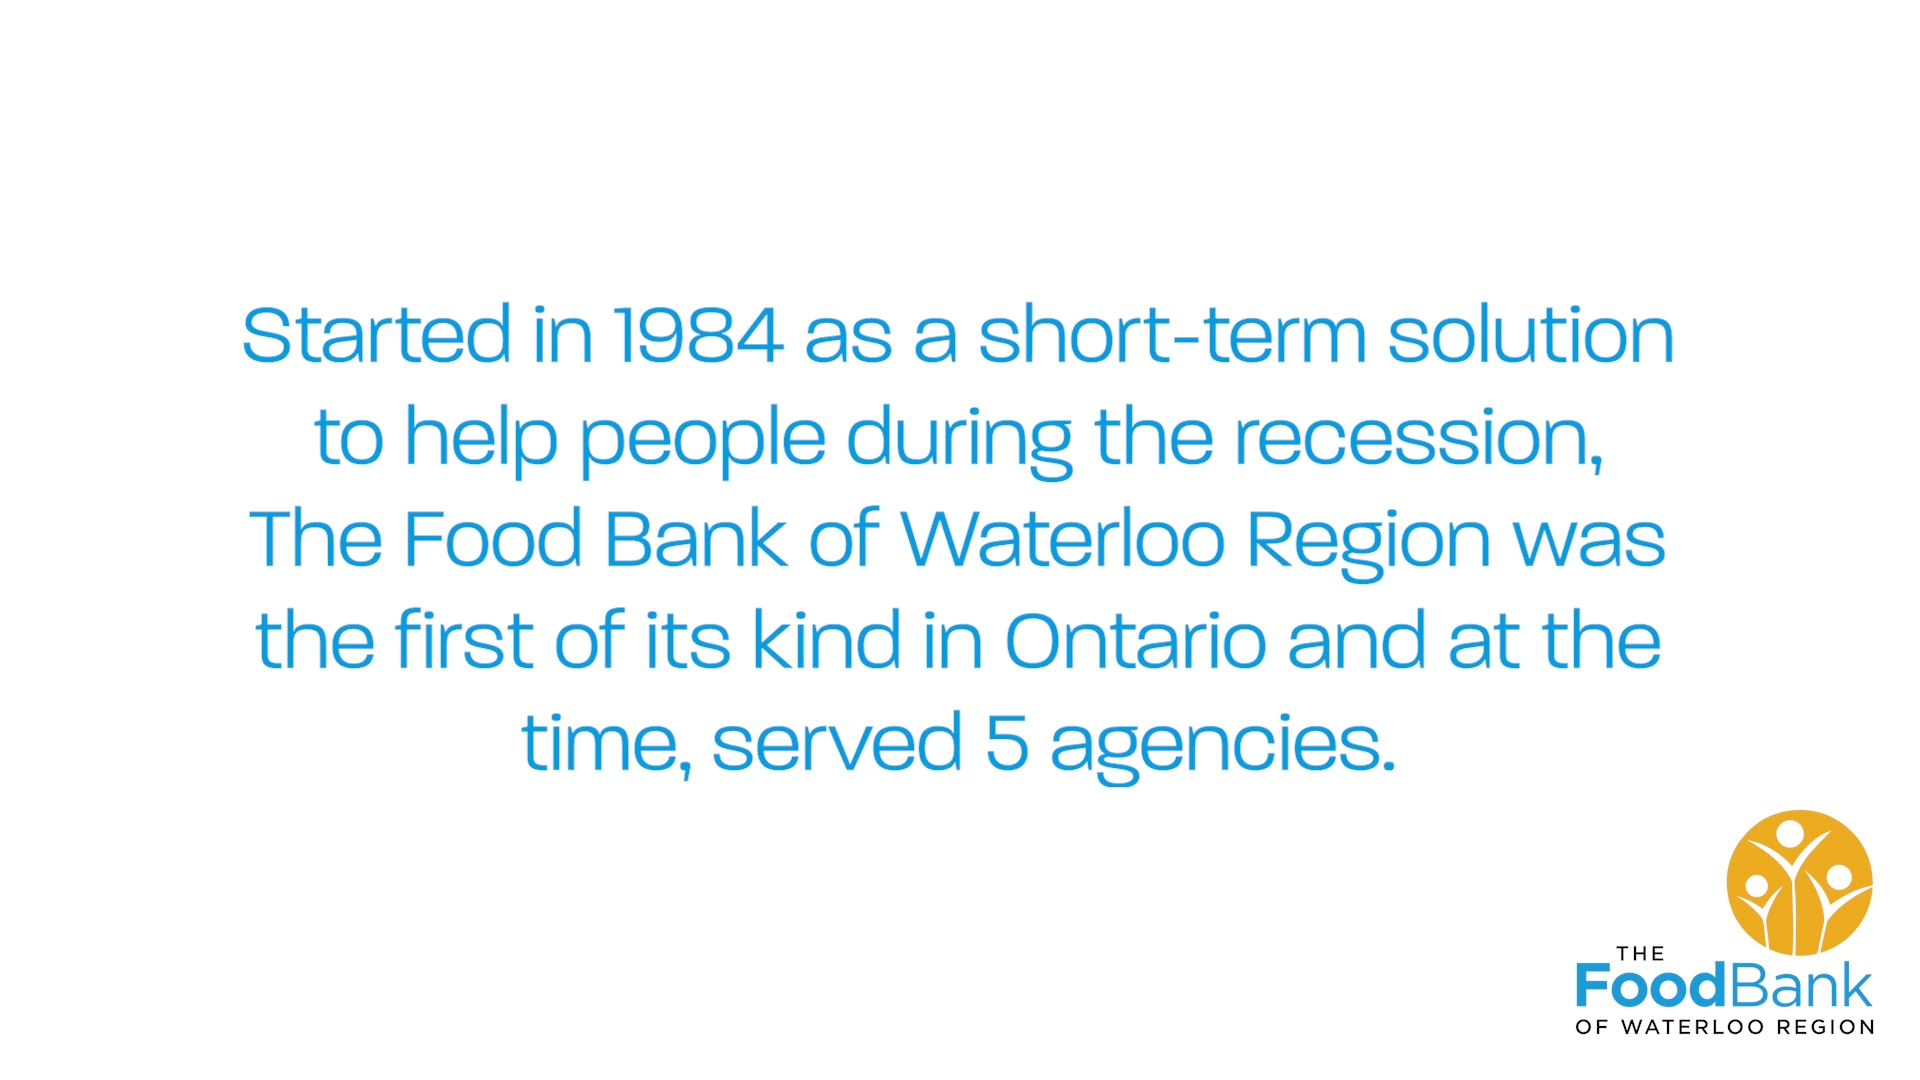 Started in 1984 as a short-term solution
to help people during the recession,
The Food Bank of Waterloo Region was
the first of its kind in Ontario and at the
time, served 5 agencies.
THE
FoodBank
OF WATERLOO REGION